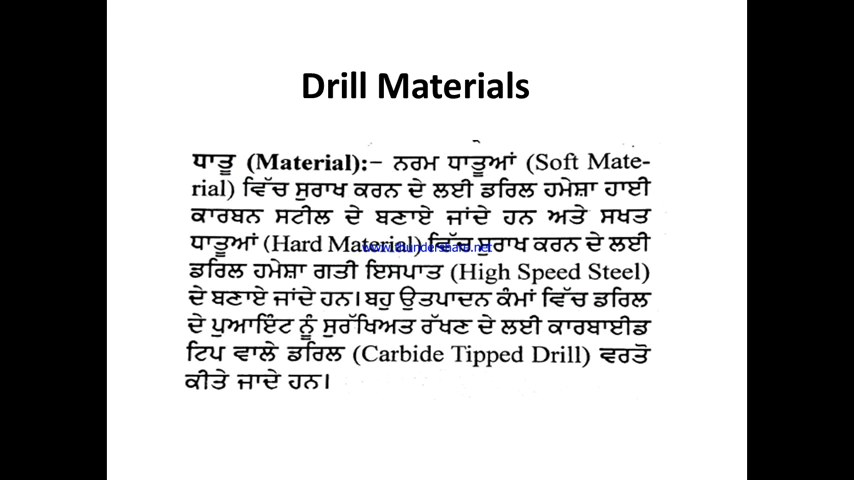 Drill Materials
ਧਾਤੂ (Material):– ਨਰਮ ਧਾਤੂਆਂ (Soft Mate-
rial) ਵਿੱਚ ਸੁਰਾਖ ਕਰਨ ਦੇ ਲਈ ਡਰਿਲ ਹਮੇਸ਼ਾ ਹਾਈ
ਕਾਰਬਨ ਸਟੀਲ ਦੇ ਬਣਾਏ ਜਾਂਦੇ ਹਨ ਅਤੇ ਸਖਤ
ਧਾਤੂਆਂ (Hard Material) ਵਿੱਚ ਸੁਰਾਖ ਕਰਨ ਦੇ ਲਈ
ਡਰਿਲ ਹਮੇਸ਼ਾ ਗਤੀ ਇਸਪਾਤ (High Speed Steel)
ਦੇ ਬਣਾਏ ਜਾਂਦੇ ਹਨ। ਬਹੁ ਉਤਪਾਦਨ ਕੰਮਾਂ ਵਿੱਚ ਡਰਿਲ
ਦੇ ਪੁਆਇੰਟ ਨੂੰ ਸੁਰੱਖਿਅਤ ਰੱਖਣ ਦੇ ਲਈ ਕਾਰਬਾਈਡ
ਟਿਪ ਵਾਲੇ ਡਰਿਲ (Carbide Tipped Drill) ਵਰਤੋ
ਕੀਤੇ ਜਾਦੇ ਹਨ।